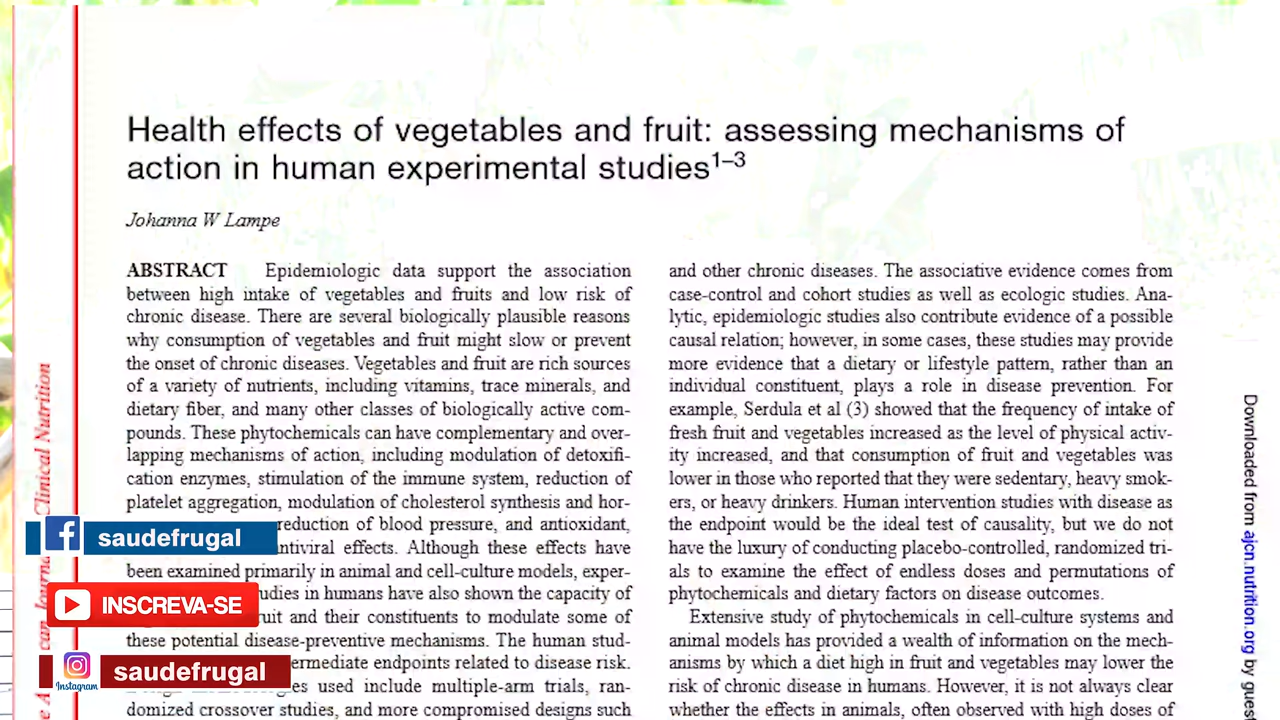 Health effects of vegetables and fruit: assessing mechanisms of
action in human experimental studies1–3
Johanna W Lampe
ABSTRACT Epidemiologic data support the association
between high intake of vegetables and fruits and low risk of
chronic disease. There are several biologically plausible reasons
why consumption of vegetables and fruit might slow or prevent
the onset of chronic diseases. Vegetables and fruit are rich sources
of a variety of nutrients, including vitamins, trace minerals, and
dietary fiber, and many other classes of biologically active com-
pounds. These phytochemicals can have complementary and over-
lapping mechanisms of action, including modulation of detoxifi-
cation enzymes, stimulation of the immune system, reduction of
platelet aggregation, modulation of cholesterol synthesis and hor-
reduction of blood pressure, and antioxidant,
ntiviral effects. Although these effects have
been examined primarily in animal and cell-culture models, exper-
udies in humans have also shown the capacity of
uit and their constituents to modulate some of
these potential disease-preventive mechanisms. The human stud-
ermediate endpoints related to disease risk.
es used include multiple-arm trials, ran-
domized crossover studies, and more compromised designs such
and other chronic diseases. The associative evidence comes from
case-control and cohort studies as well as ecologic studies. Ana-
lytic, epidemiologic studies also contribute evidence of a possible
causal relation; however, in some cases, these studies may provide
more evidence that a dietary or lifestyle pattern, rather than an
individual constituent, plays a role in disease prevention. For
example, Serdula et al (3) showed that the frequency of intake of
fresh fruit and vegetables increased as the level of physical activ-
ity increased, and that consumption of fruit and vegetables was
lower in those who reported that they were sedentary, heavy smok-
ers, or heavy drinkers. Human intervention studies with disease as
the endpoint would be the ideal test of causality, but we do not
have the luxury of conducting placebo-controlled, randomized tri-
als to examine the effect of endless doses and permutations of
phytochemicals and dietary factors on disease outcomes.
Extensive study of phytochemicals in cell-culture systems and
animal models has provided a wealth of information on the mech-
anisms by which a diet high in fruit and vegetables may lower the
risk of chronic disease in humans. However, it is not always clear
whether the effects in animals, often observed with high doses of
Clinical Nutrition
Downloaded from ajcn.nutrition.org by guest
saudefrugal
INSCREVA-SE
Instagram
saudefrugal